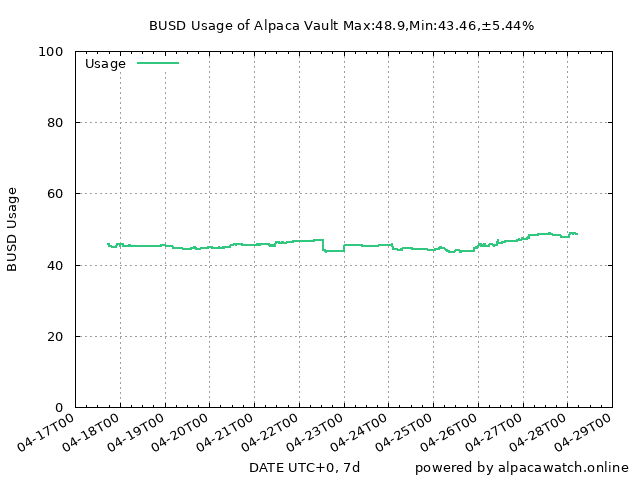 BUSD Usage of Alpaca Vault Max:48.9,Min:43.46,±5.44%
Usage
100
80
60
40
20
0
BUSD Usage
04-17T00
04-18T00
04-19T00
04-20T00
04-21T00
04-22T00
04-23T00
04-24T00
04-25T00
04-26T00
04-27T00
04-28T00
04-29T00
DATE UTC+0, 7d
powered by alpacawatch.online